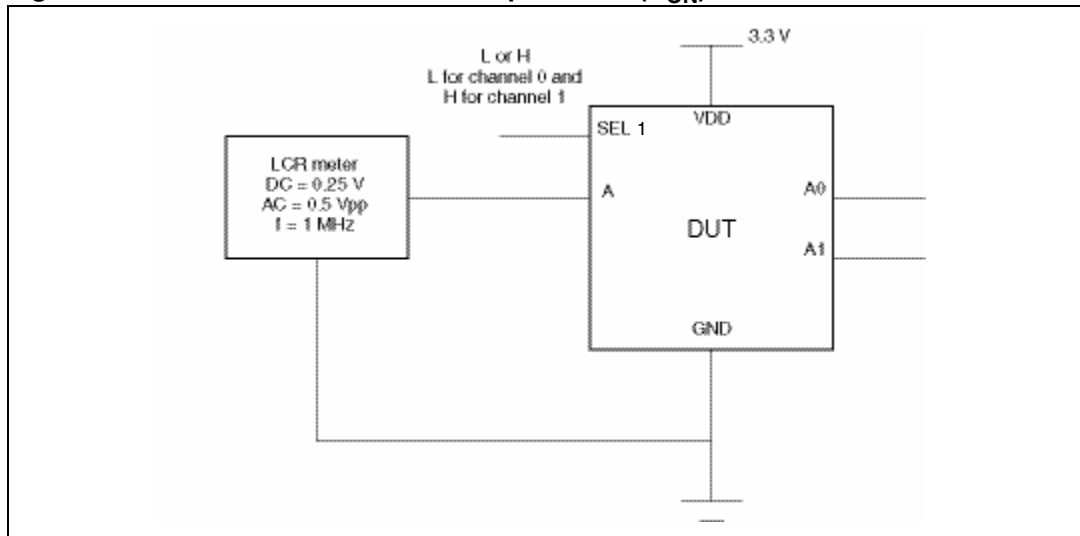 3.3 V
L or H
L for channel 0 and
H for channel 1
SEL 1
VDD
LCR meter
DC = 0.25 V
AC = 0.5 Vpp
f = 1 MHz
A
A0
DUT
A1
GND